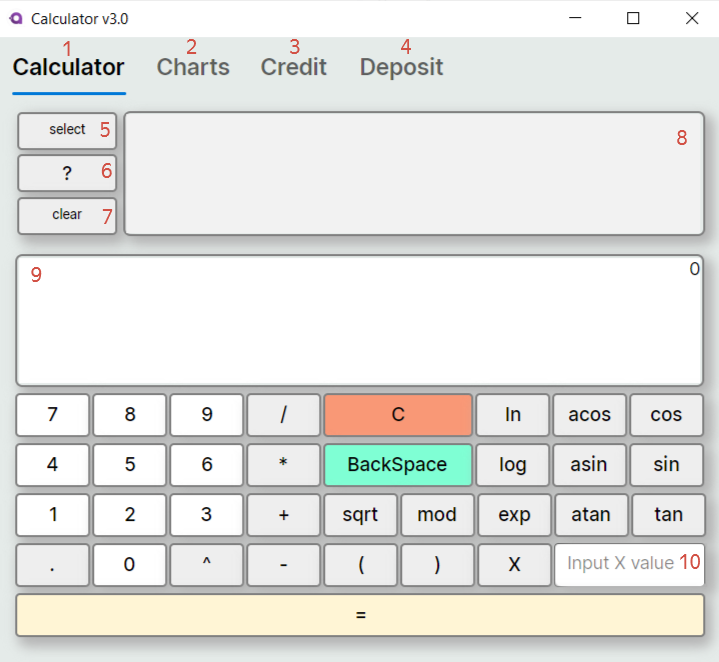 Calculator v3.0
1 2 3 4
Calculator Charts Credit Deposit
select 5
? 6
clear 7
8
9
0
7 8 9 / C ln acos cos
4 5 6 * BackSpace log asin sin
1 2 3 + sqrt mod exp atan tan
. 0 ^ - ( ) X Input X value 10
=